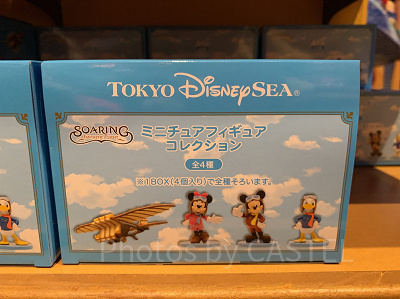 TOKYO DISNEYSEA®
SOARING
FANTASTIC FLIGHT
ミニチュアフィギュア
コレクション
全4種
※1BOX(4個入り)で全種そろいます。
Photos by CASTEL